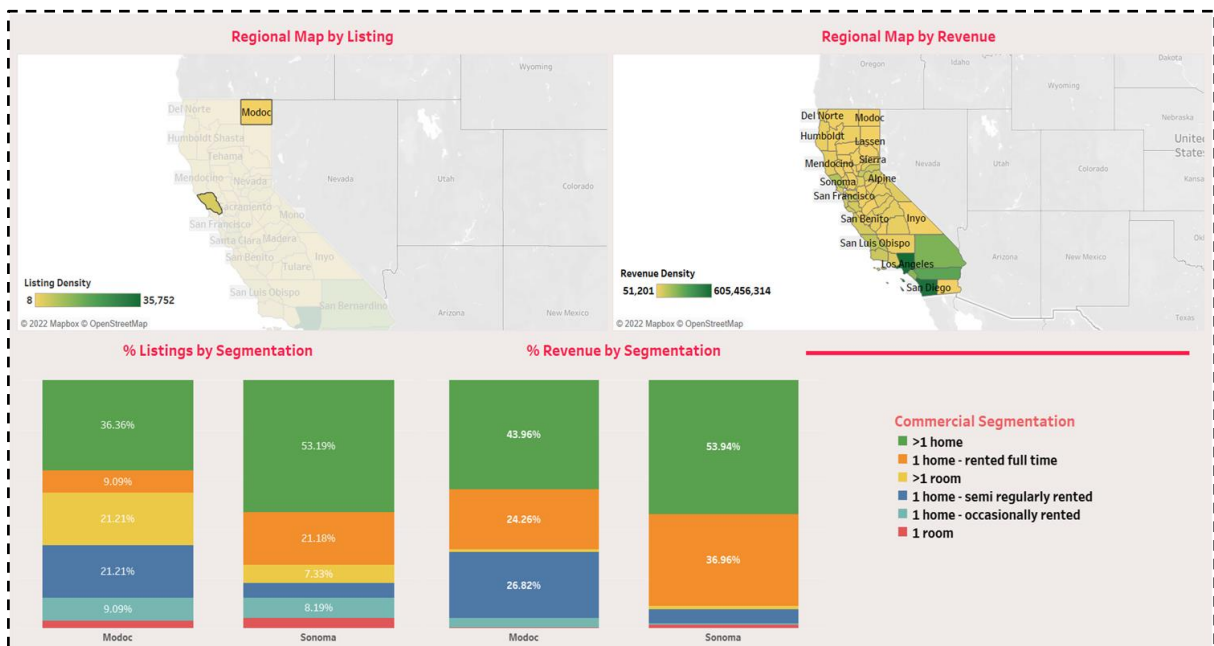 Regional Map by Listing
Wyoming
Del Norte
Modoc
Humboldt Shasta
Tehama
Mendocino Nevada
Nevada
Utah
Colorado
Sacramento
Mono
San Francisco
Santa Clara Madera
San Benito
Inyo
Tulare
San Luis Obispo
San Bernardino
Arizona
New Mexico
Listing Density
8
35,752
© 2022 Mapbox © OpenStreetMap
Regional Map by Revenue
Oregon
Idaho
Dakota
Wyoming
Nebraska
Del Norte
Modoc
Humboldt
Lassen
United
States
Mendocino
Sierra
Nevada
Utah
Colorado
Kansa
Sonoma
Alpine
San Francisco
San Benito
Inyo
San Luis Obispo
Los Angeles
San Diego
Arizona
New Mexico
Texas
Revenue Density
51,201
605,456,314
© 2022 Mapbox © OpenStreetMap
% Listings by Segmentation
36.36%
9.09%
21.21%
21.21%
9.09%
Modoc
53.19%
21.18%
7.33%
8.19%
Sonoma
% Revenue by Segmentation
43.96%
24.26%
26.82%
Modoc
53.94%
36.96%
Sonoma
Commercial Segmentation
>1 home
1 home - rented full time
>1 room
1 home - semi regularly rented
1 home - occasionally rented
1 room